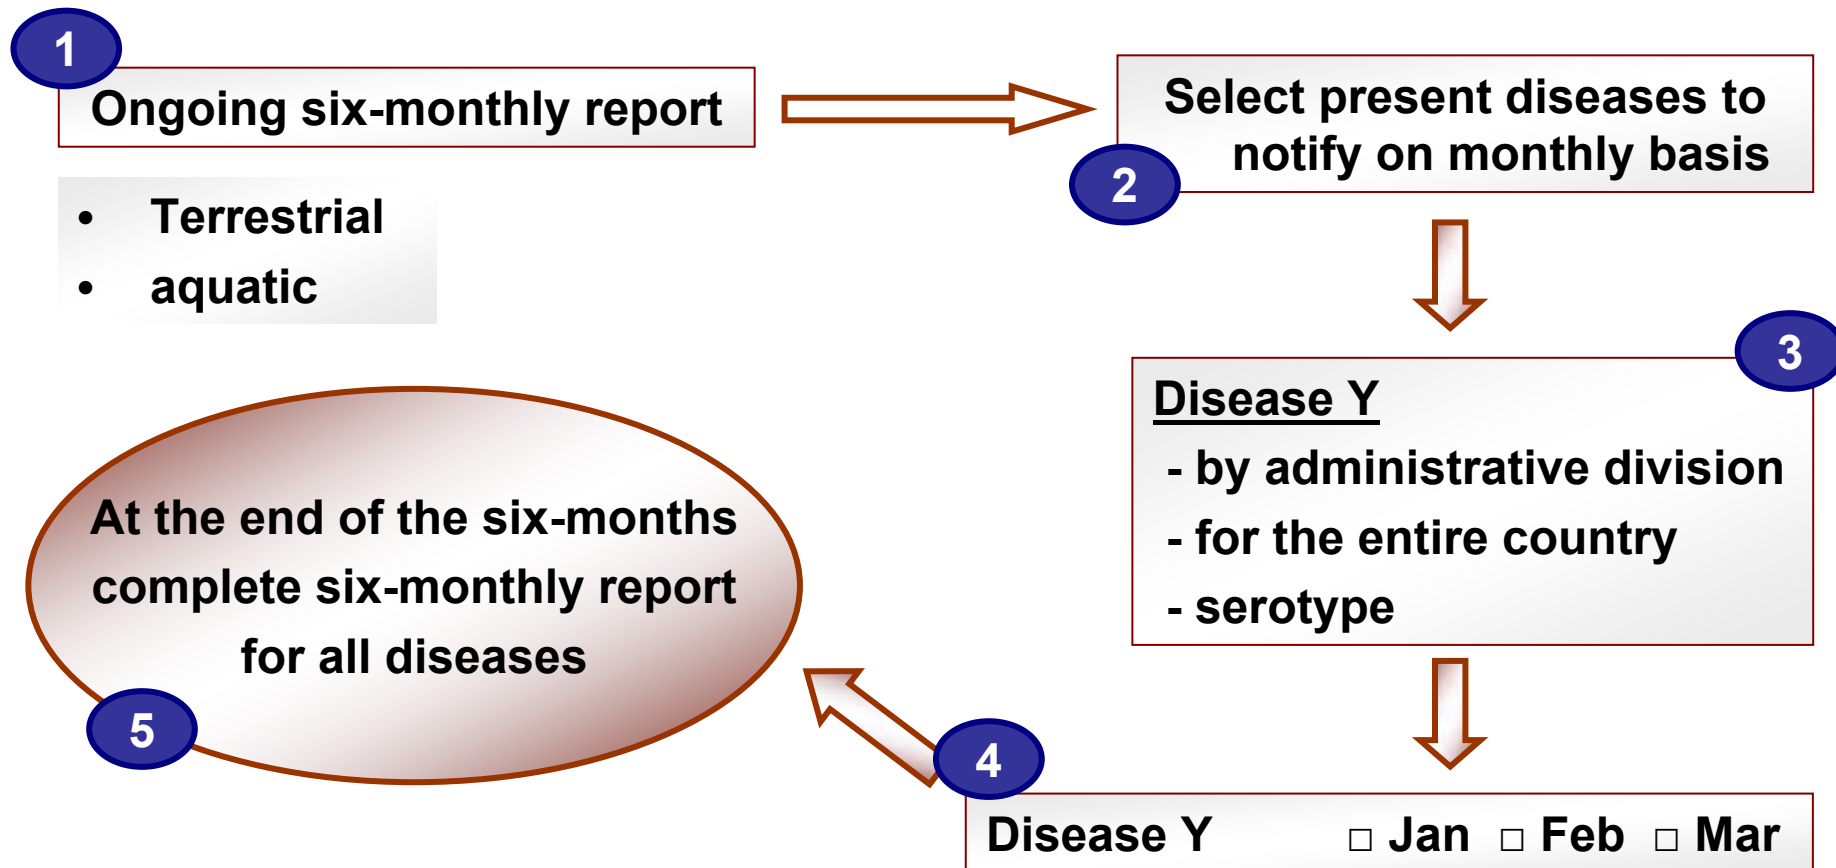 1
Ongoing six-monthly report
• Terrestrial
• aquatic
2
Select present diseases to
notify on monthly basis
3
Disease Y
- by administrative division
- for the entire country
- serotype
4
Disease Y □ Jan □ Feb □ Mar
5
At the end of the six-months
complete six-monthly report
for all diseases